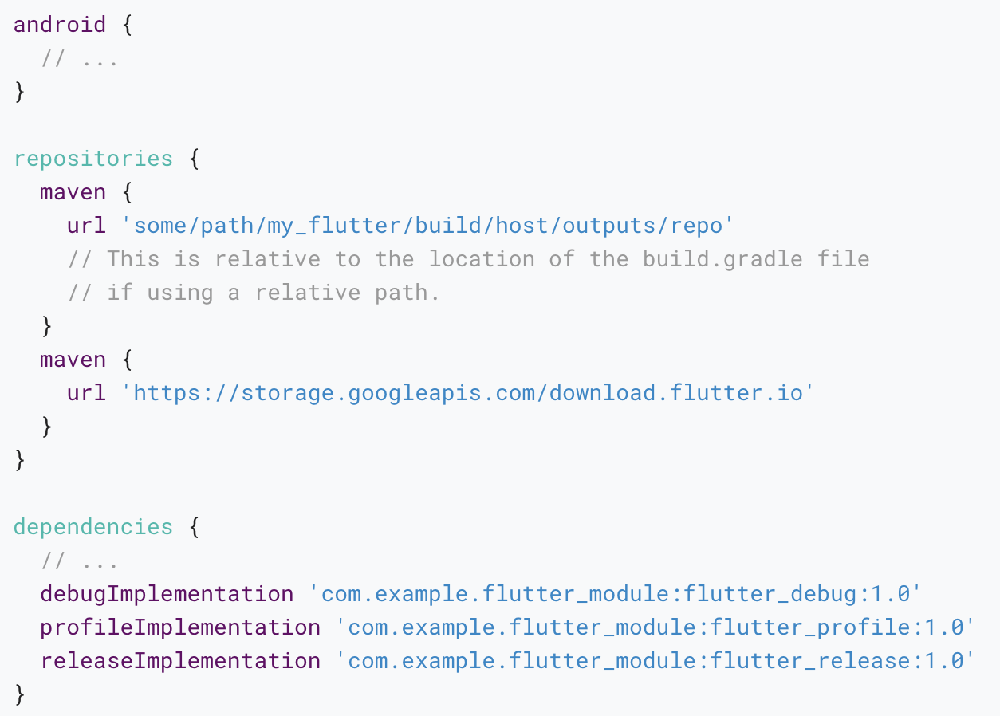 android {
  // ...
}

repositories {
  maven {
    url 'some/path/my_flutter/build/host/outputs/repo'
    // This is relative to the location of the build.gradle file
    // if using a relative path.
  }
  maven {
    url 'https://storage.googleapis.com/download.flutter.io'
  }
}

dependencies {
  // ...
  debugImplementation 'com.example.flutter_module:flutter_debug:1.0'
  profileImplementation 'com.example.flutter_module:flutter_profile:1.0'
  releaseImplementation 'com.example.flutter_module:flutter_release:1.0'
}